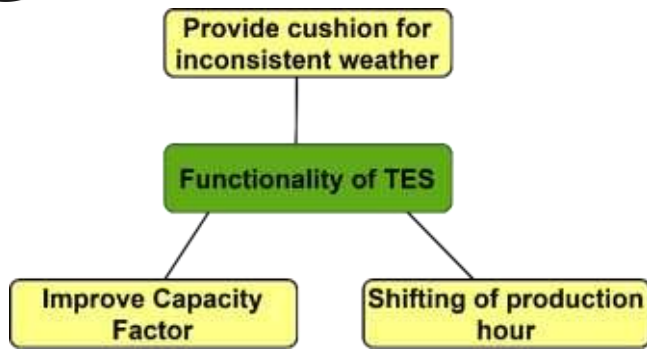 Provide cushion for
inconsistent weather
Functionality of TES
Improve Capacity
Factor
Shifting of production
hour